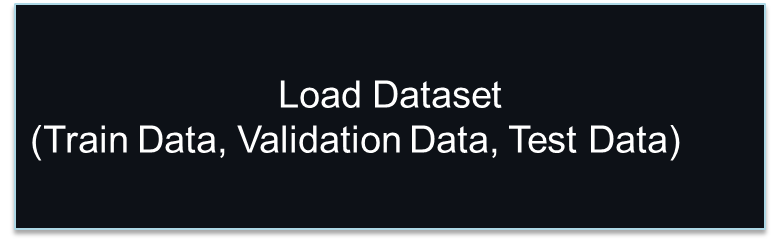 Load Dataset
(Train Data, Validation Data, Test Data)